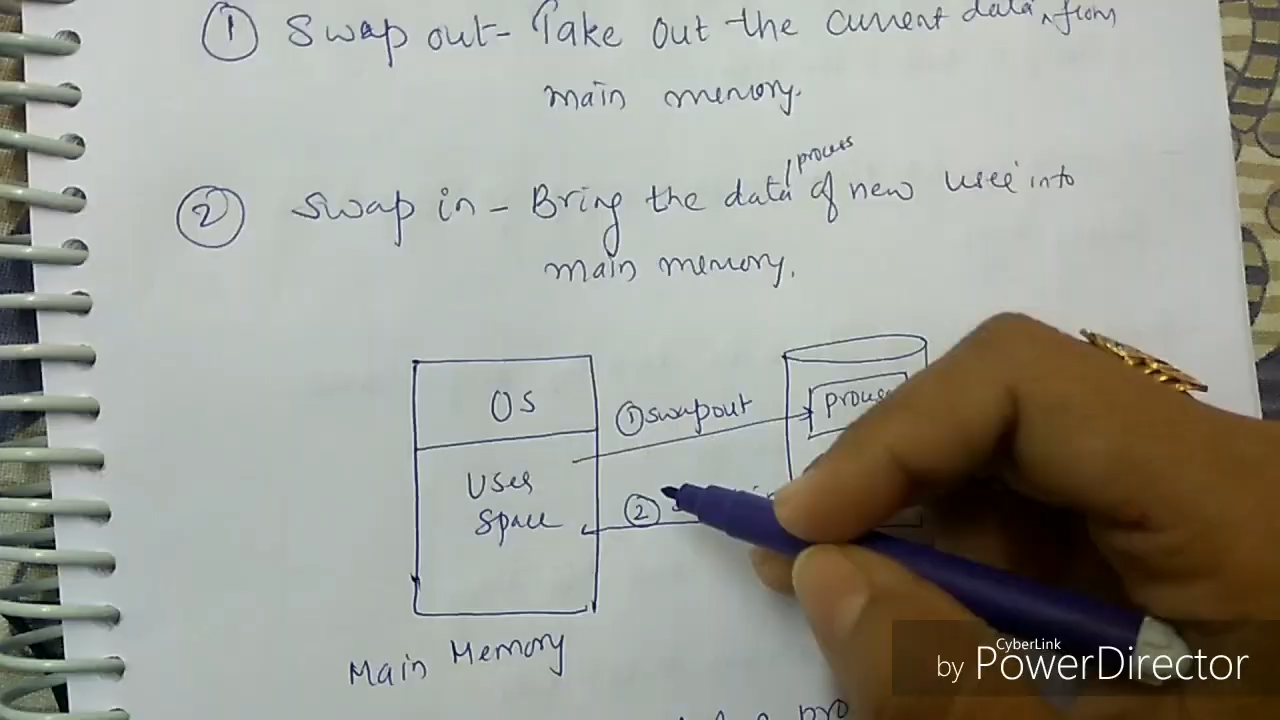 ① Swap out - Take out the current data from
main memory.
process
② Swap in - Bring the data / of new user into
main memory.
OS
① swapout
User
Space
②
Main Memory
pro
CyberLink
by PowerDirector